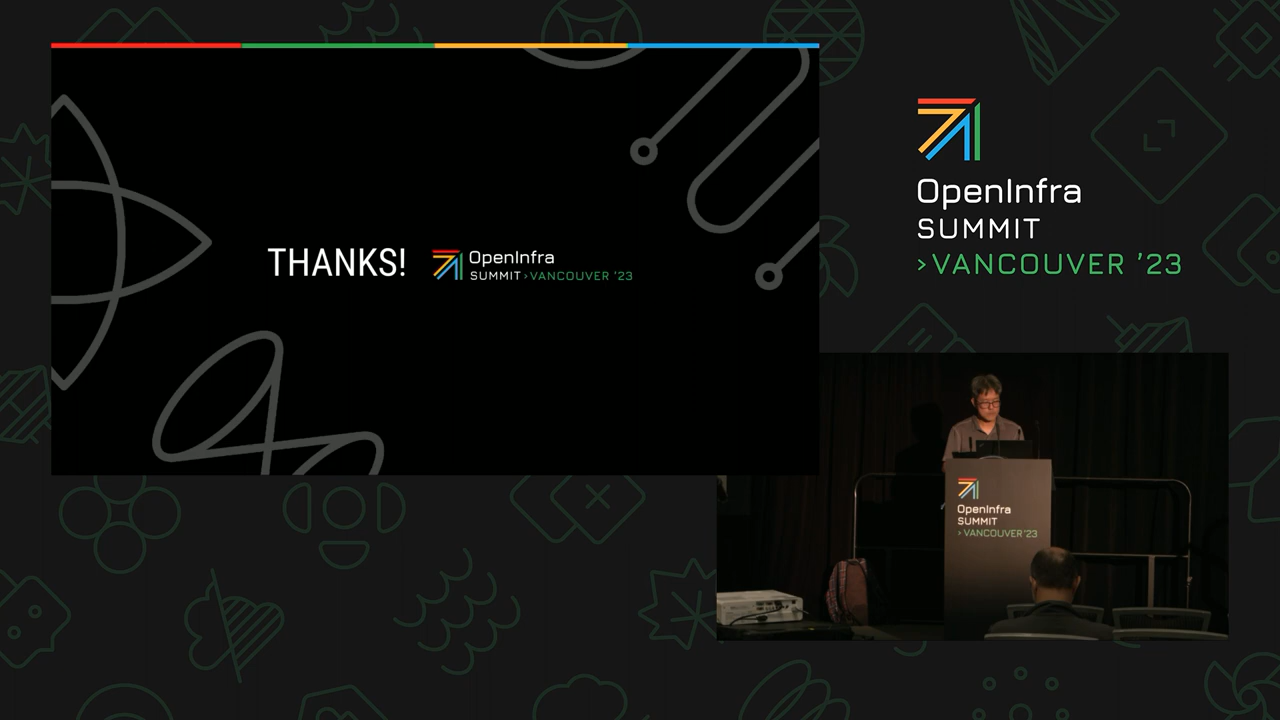 THANKS!
OpenInfra
SUMMIT >VANCOUVER '23
OpenInfra
SUMMIT
>VANCOUVER '23
OpenInfra
SUMMIT
>VANCOUVER '23